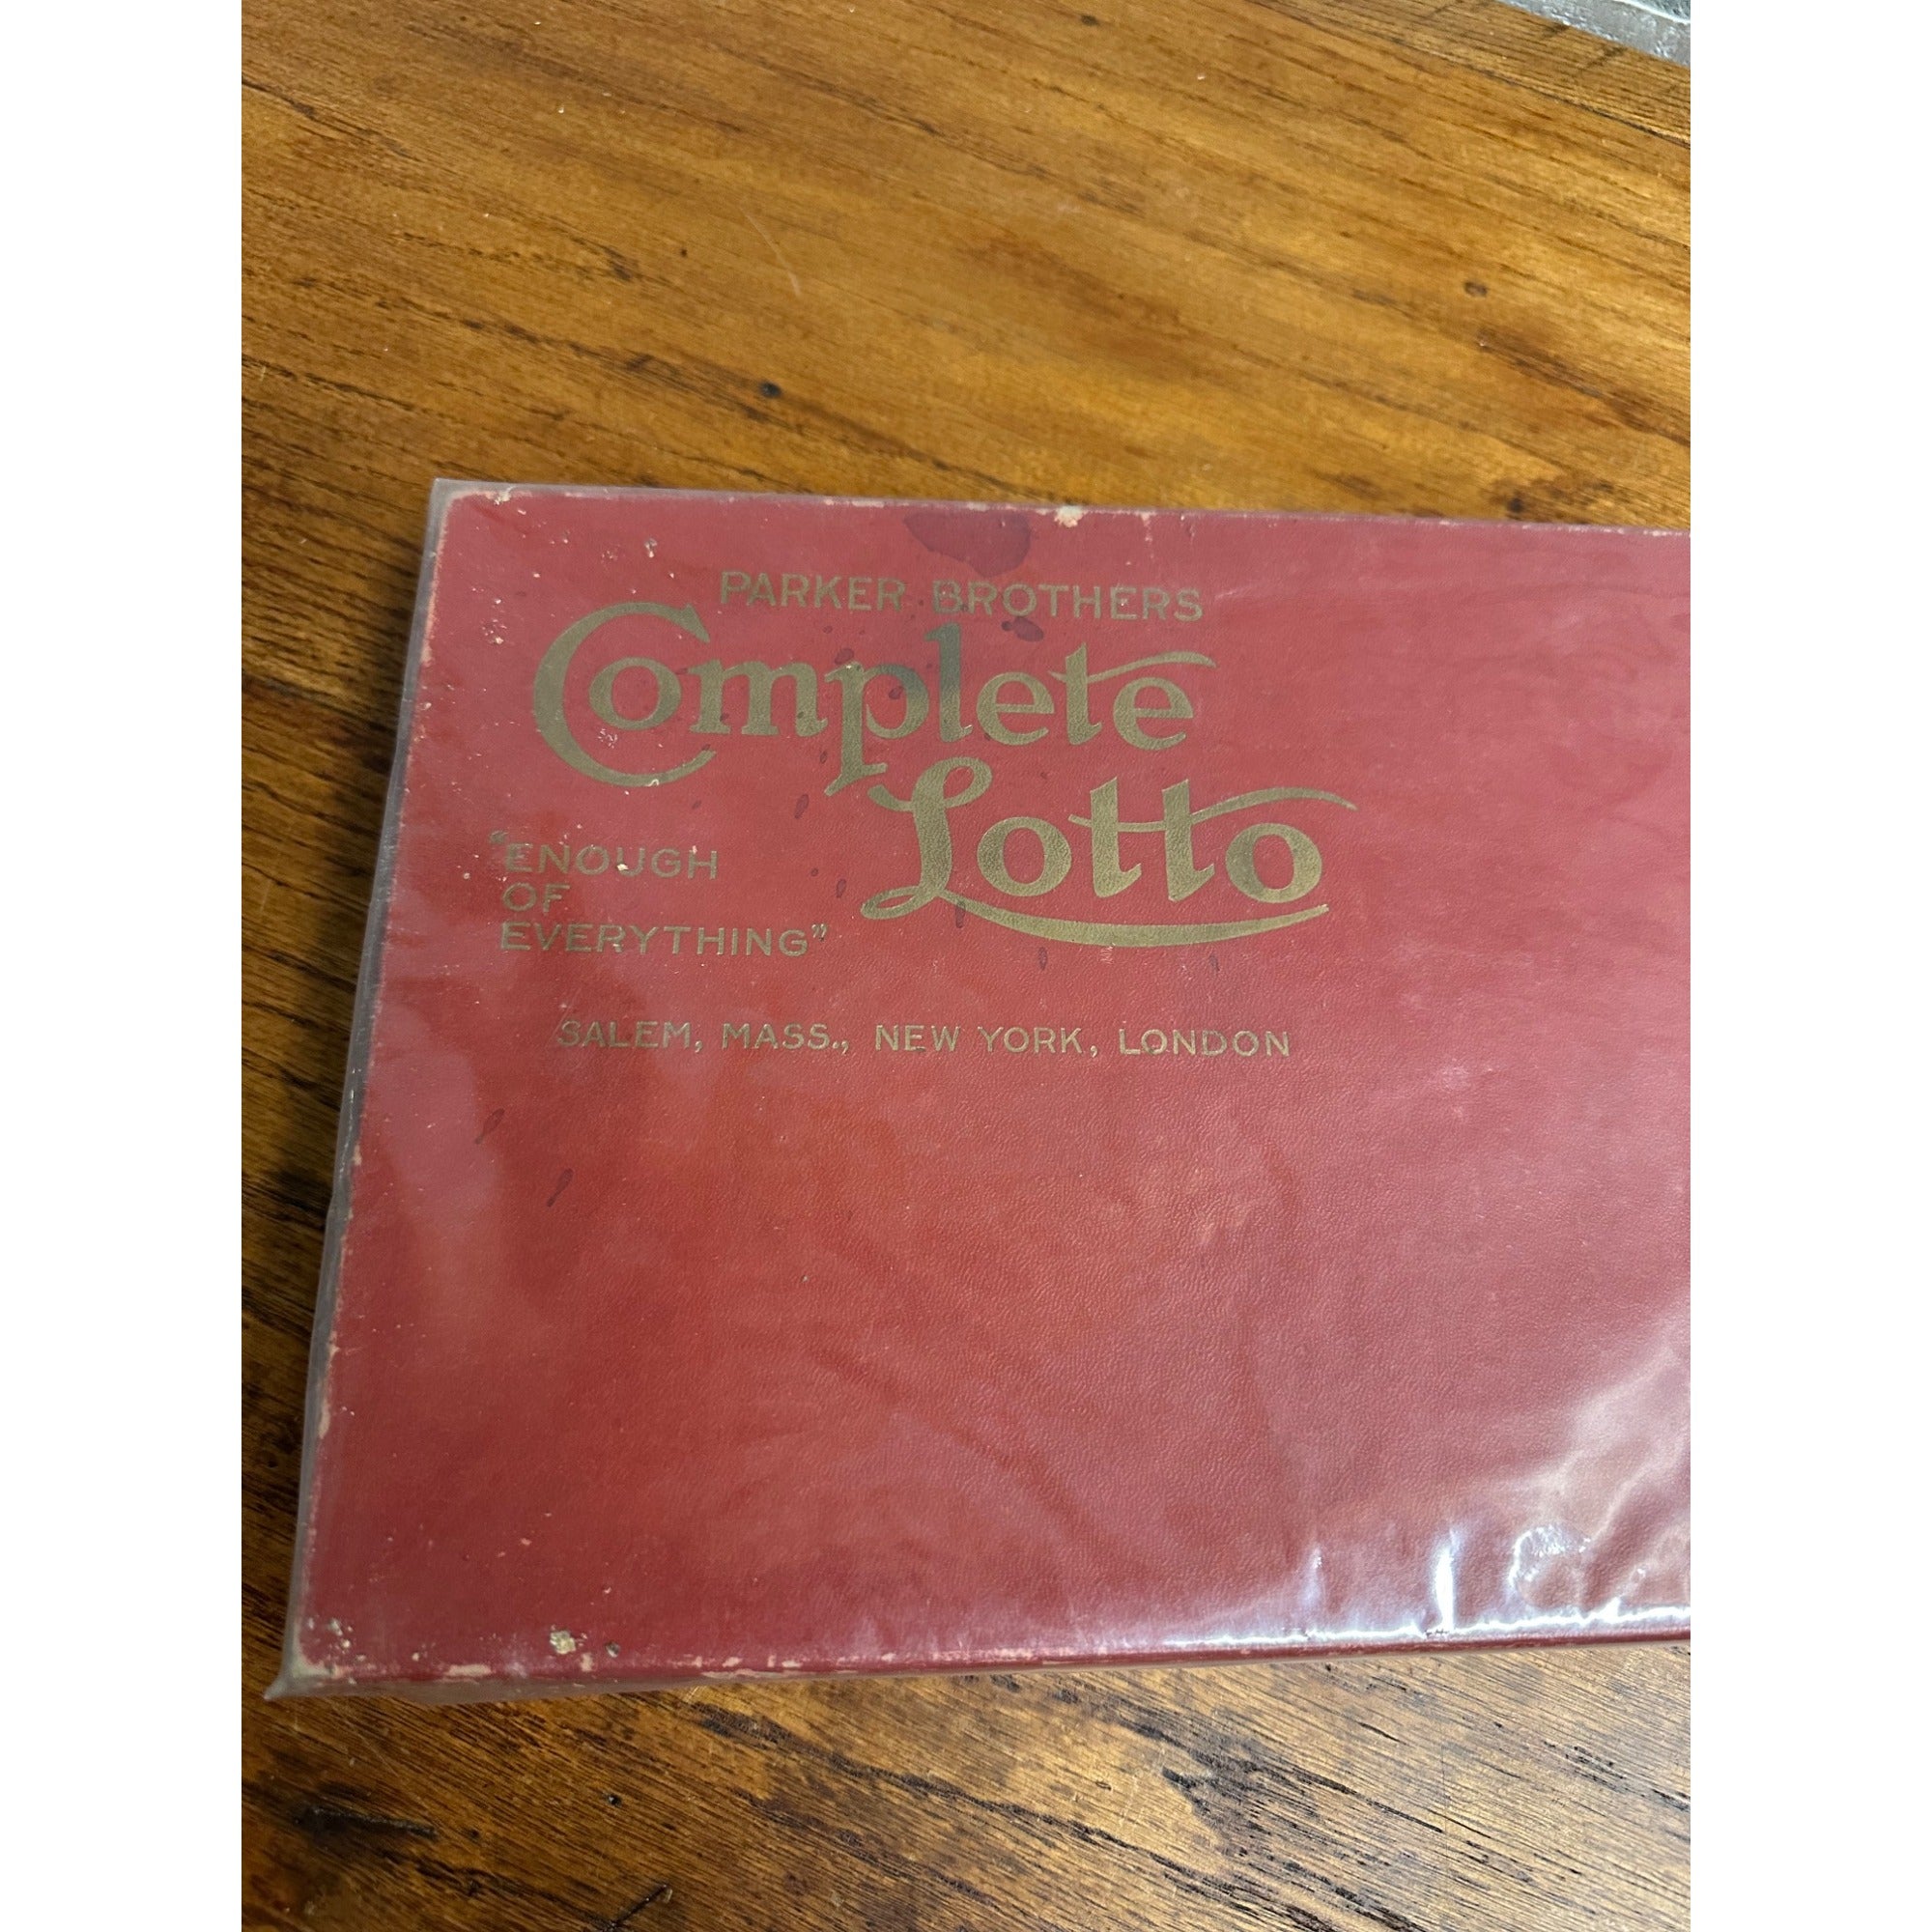 PARKER BROTHERS
Complete
Lotto
"ENOUGH
OF
EVERYTHING"
SALEM, MASS., NEW YORK, LONDON